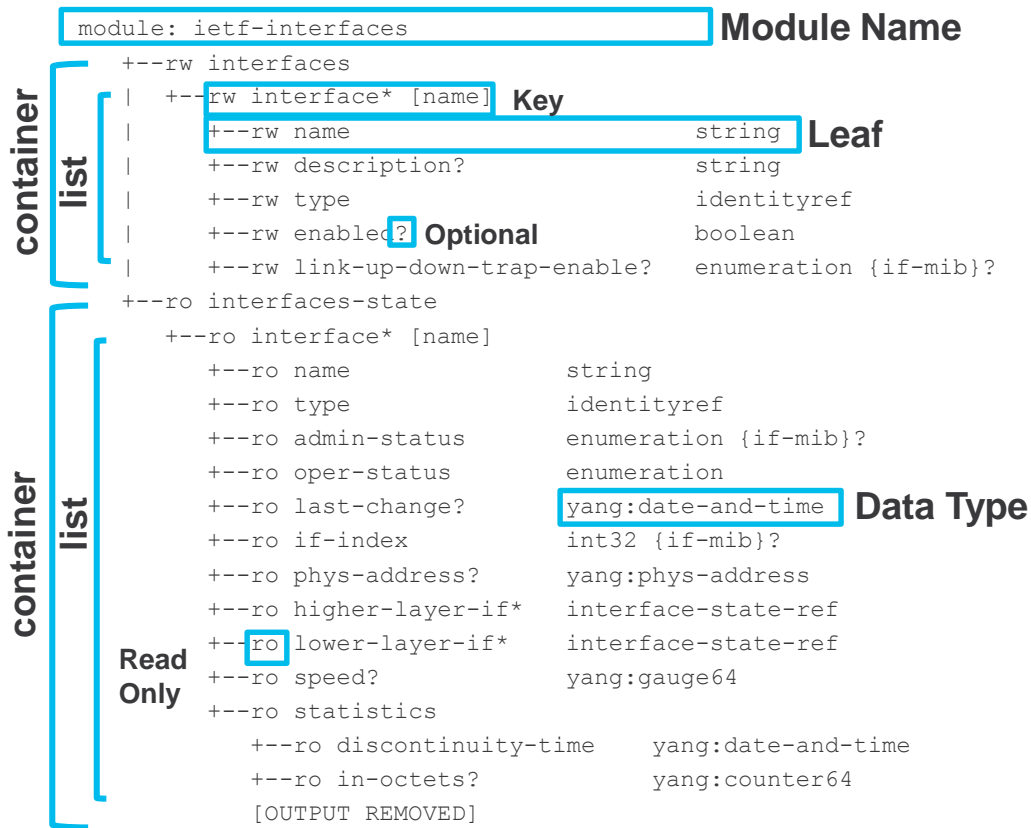 module: ietf-interfaces Module Name
+--rw interfaces
| +--rw interface* [name] Key
| +--rw name string Leaf
| +--rw description? string
| +--rw type identityref
| +--rw enabled? Optional boolean
| +--rw link-up-down-trap-enable? enumeration {if-mib}?
container
list
+--ro interfaces-state
+--ro interface* [name]
+--ro name string
+--ro type identityref
+--ro admin-status enumeration {if-mib}?
+--ro oper-status enumeration
+--ro last-change? yang:date-and-time Data Type
+--ro if-index int32 {if-mib}?
+--ro phys-address? yang:phys-address
+--ro higher-layer-if* interface-state-ref
+--ro lower-layer-if* interface-state-ref
+--ro speed? yang:gauge64
+--ro statistics
+--ro discontinuity-time yang:date-and-time
+--ro in-octets? yang:counter64
[OUTPUT REMOVED]
container
list
Read
Only